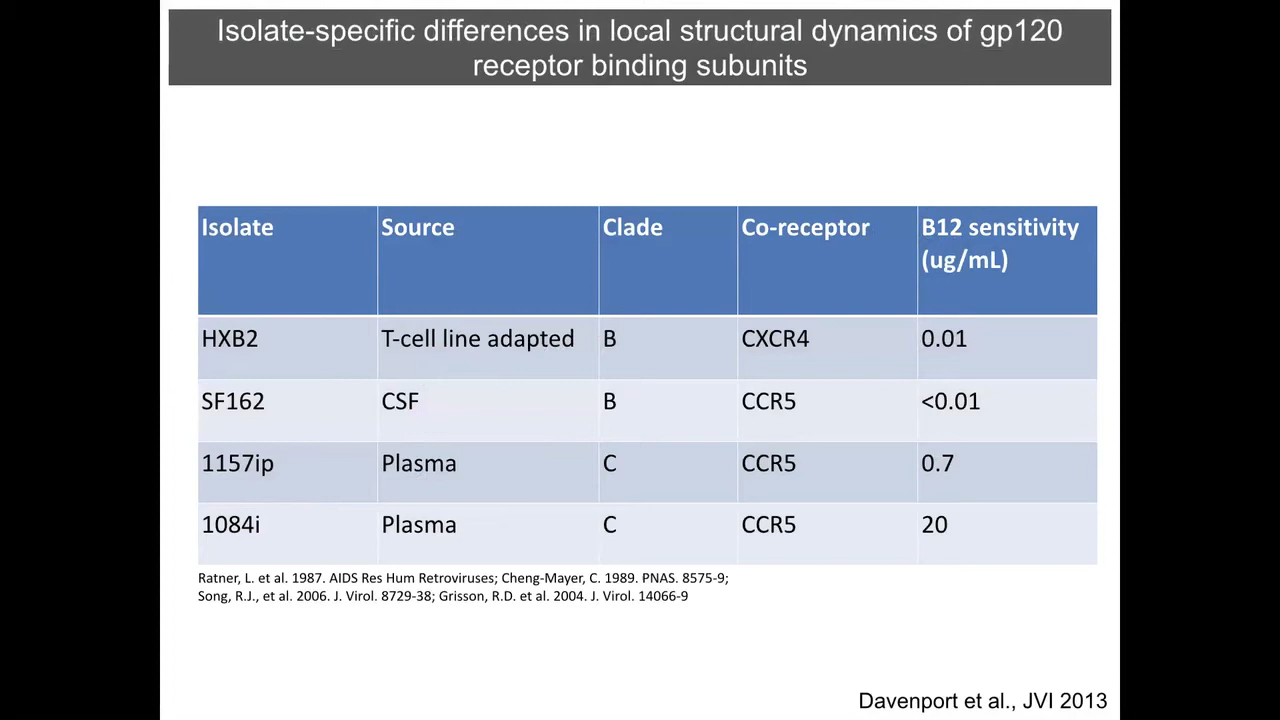 Isolate-specific differences in local structural dynamics of gp120
receptor binding subunits
Isolate Source Clade Co-receptor B12 sensitivity
(ug/mL)
HXB2 T-cell line adapted B CXCR4 0.01
SF162 CSF B CCR5 <0.01
1157ip Plasma C CCR5 0.7
1084i Plasma C CCR5 20
Ratner, L. et al. 1987. AIDS Res Hum Retroviruses; Cheng-Mayer, C. 1989. PNAS. 8575-9;
Song, R.J., et al. 2006. J. Virol. 8729-38; Grisson, R.D. et al. 2004. J. Virol. 14066-9
Davenport et al., JVI 2013